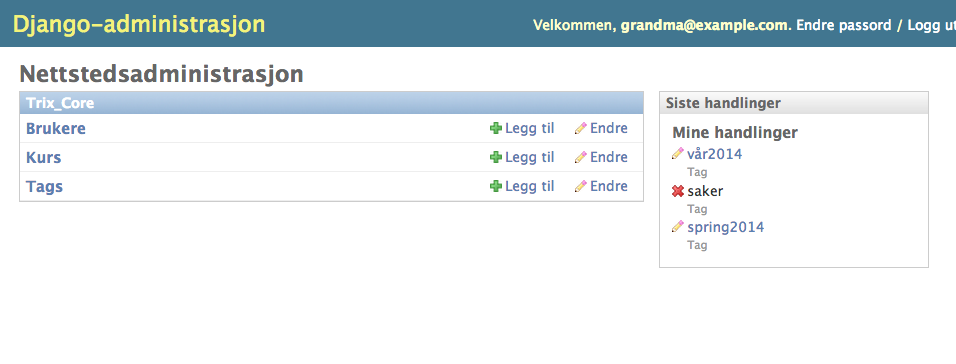 Django-administrasjon
Velkommen, grandma@example.com. Endre passord / Logg ut
Nettstedsadministrasjon
Trix_Core
Brukere Legg til Endre
Kurs Legg til Endre
Tags Legg til Endre
Siste handlinger
Mine handlinger
vår2014
Tag
saker
Tag
spring2014
Tag